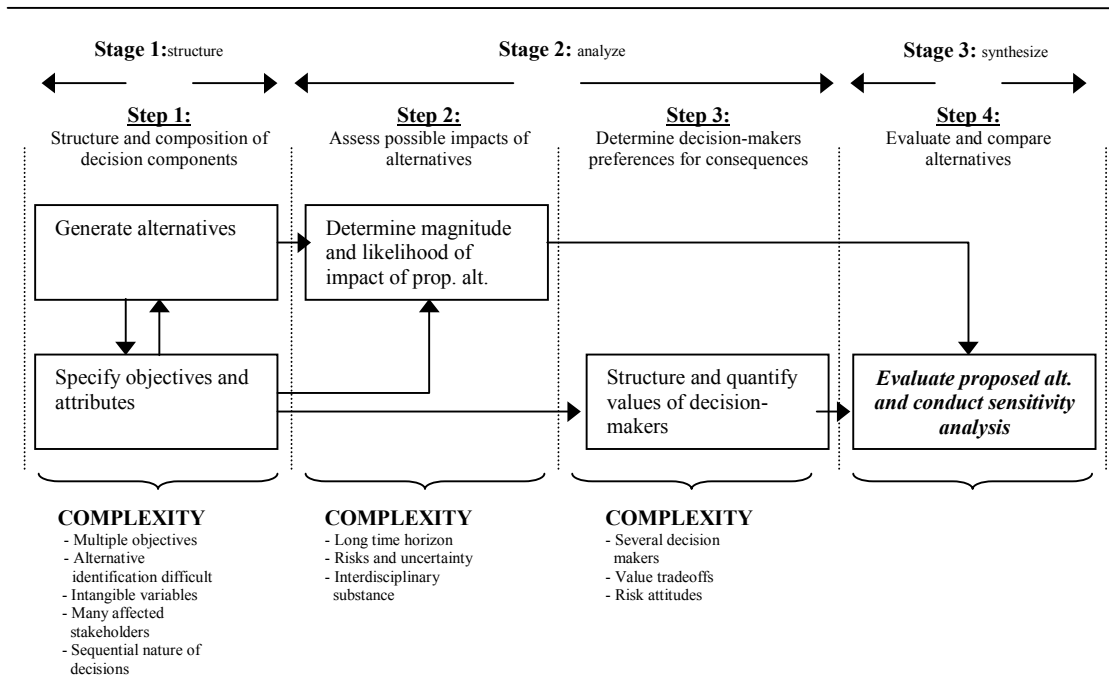 Stage 1:structure
Stage 2: analyze
Stage 3: synthesize
Step 1:
Structure and composition of
decision components
Step 2:
Assess possible impacts of
alternatives
Step 3:
Determine decision-makers
preferences for consequences
Step 4:
Evaluate and compare
alternatives
Generate alternatives
Determine magnitude
and likelihood of
impact of prop. alt.
Specify objectives and
attributes
Structure and quantify
values of decision-
makers
Evaluate proposed alt.
and conduct sensitivity
analysis
COMPLEXITY
- Multiple objectives
- Alternative
identification difficult
- Intangible variables
- Many affected
stakeholders
- Sequential nature of
decisions
COMPLEXITY
- Long time horizon
- Risks and uncertainty
- Interdisciplinary
substance
COMPLEXITY
- Several decision
makers
- Value tradeoffs
- Risk attitudes